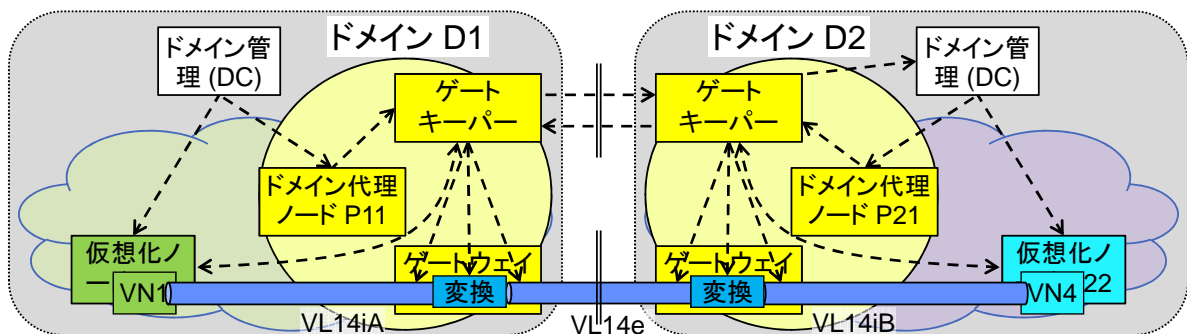 ドメイン D1
ドメイン D2
ドメイン管
理 (DC)
ゲート
キーパー
ゲート
キーパー
ドメイン管
理 (DC)
ドメイン代理
ノード P11
ドメイン代理
ノード P21
仮想化ノ
ー
VN1
ゲートウェイ
変換
ゲートウェイ
変換
仮想化ノ
VN4
22
VL14iA
VL14e
VL14iB